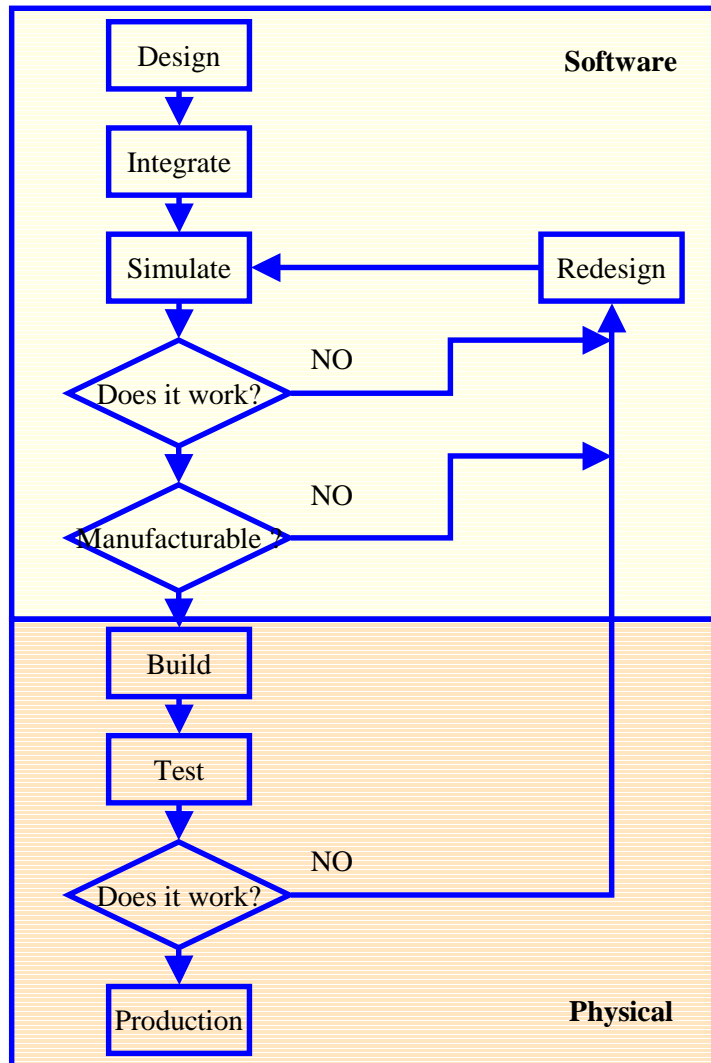 Design
Software
Integrate
Simulate
Redesign
NO
Does it work?
NO
Manufacturable ?
Build
Test
NO
Does it work?
Production
Physical